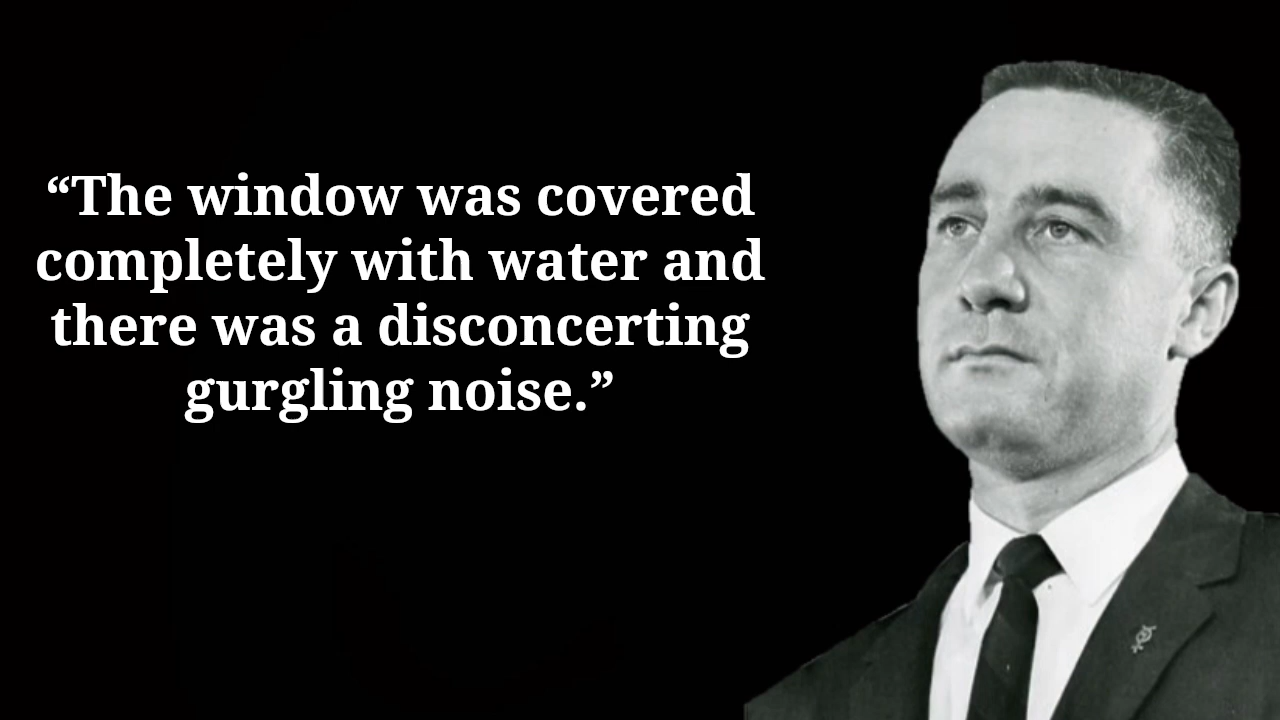 “The window was covered
completely with water and
there was a disconcerting
gurgling noise.”